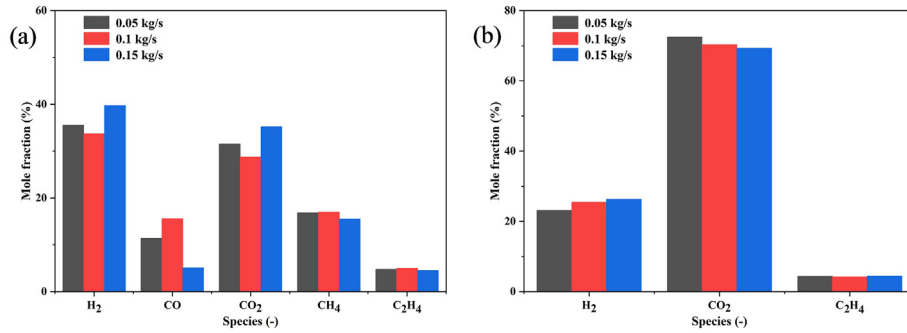 (a)
0.05 kg/s
0.1 kg/s
0.15 kg/s
Mole fraction (%)
60
40
20
0
H₂ CO CO₂ CH₄ C₂H₄
Species (-)
(b)
0.05 kg/s
0.1 kg/s
0.15 kg/s
Mole fraction (%)
80
60
40
20
0
H₂ CO₂ C₂H₄
Species (-)